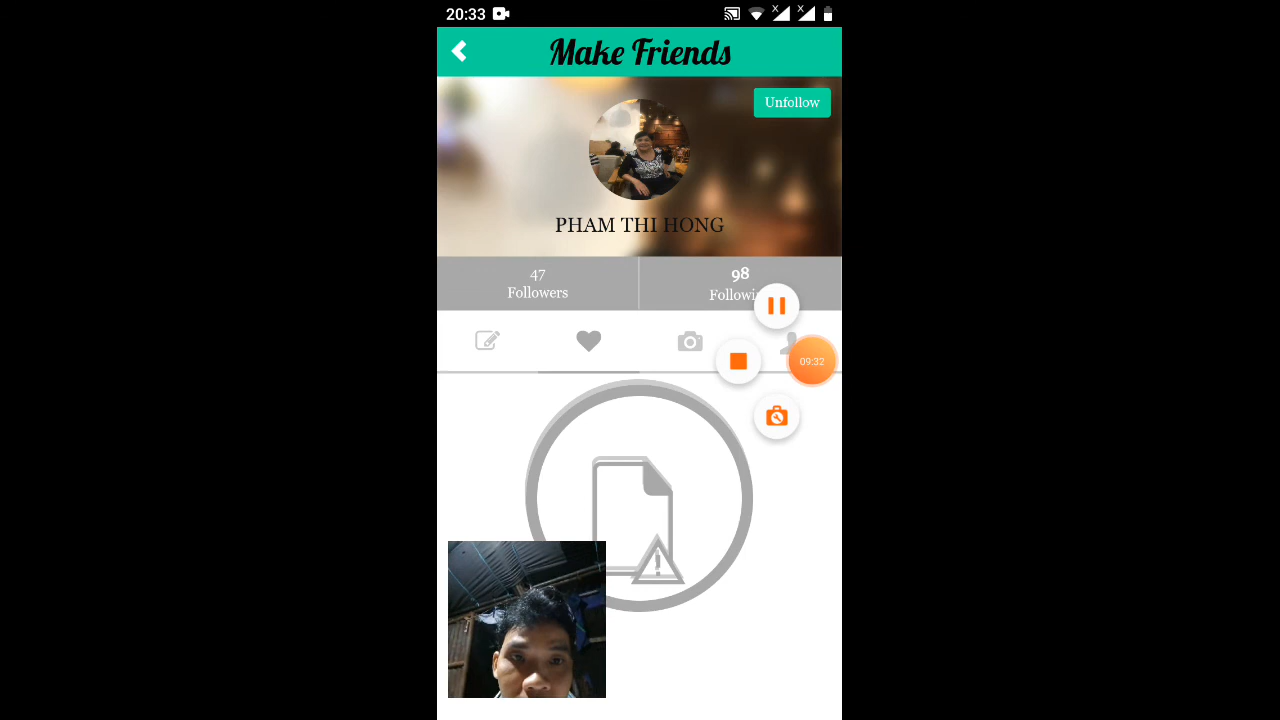 20:33
Make Friends
Unfollow
PHAM THI HONG
47
Followers
98
09:32